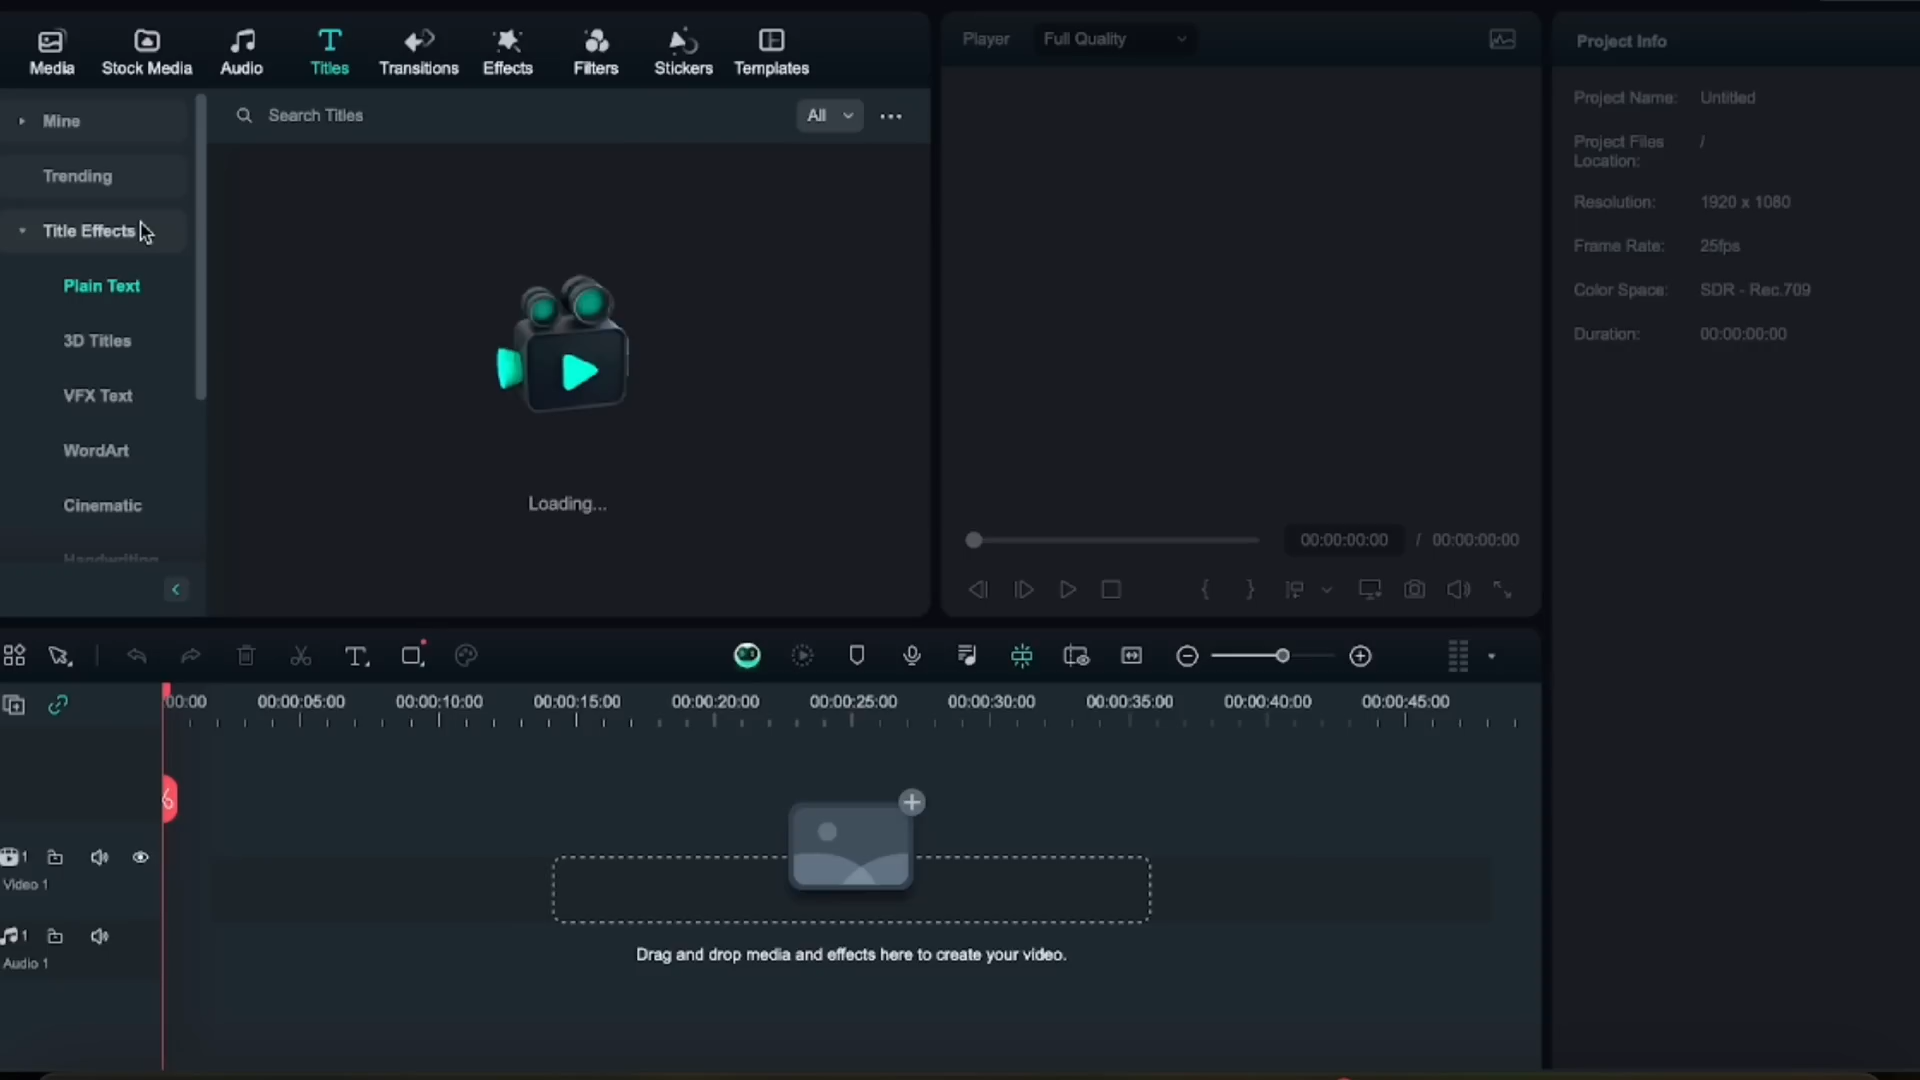 Media
Stock Media
Audio
Titles
Transitions
Effects
Filters
Stickers
Templates
Mine
Trending
Title Effects
Plain Text
3D Titles
VFX Text
WordArt
Cinematic
Handwriting
Search Titles
All
Loading...
Player
Full Quality
00:00:00:00 / 00:00:00:00
Project Info
Project Name: Untitled
Project Files
Location: /
Resolution: 1920 x 1080
Frame Rate: 25fps
Color Space: SDR - Rec.709
Duration: 00:00:00:00
00:00 00:00:05:00 00:00:10:00 00:00:15:00 00:00:20:00 00:00:25:00 00:00:30:00 00:00:35:00 00:00:40:00 00:00:45:00
1
Video 1
1
Audio 1
Drag and drop media and effects here to create your video.